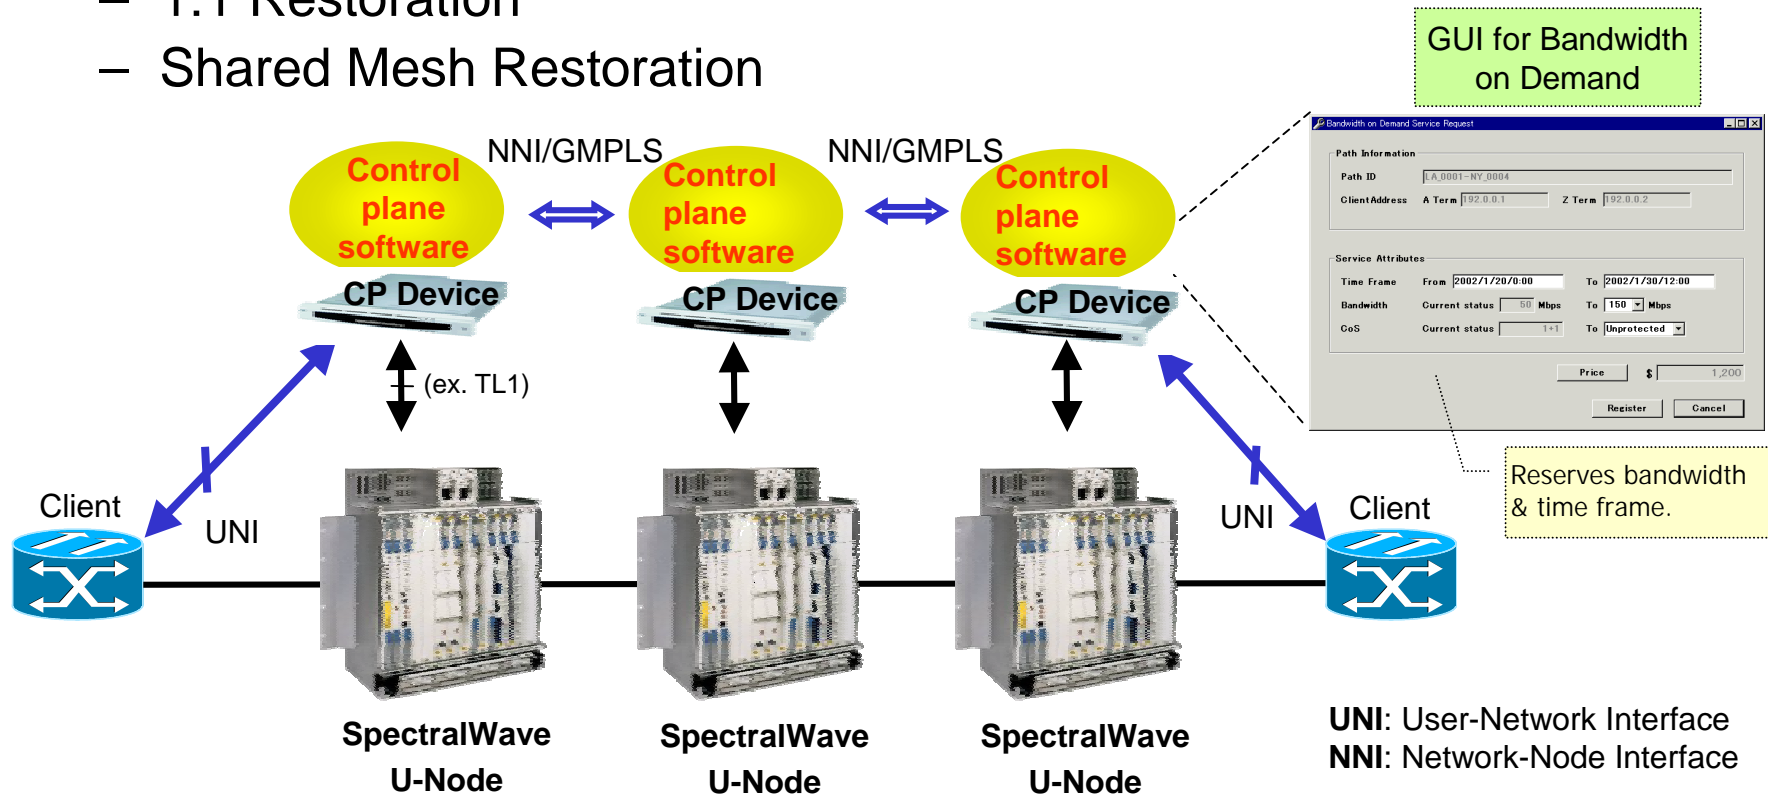 – 1:1 Restoration
– Shared Mesh Restoration
GUI for Bandwidth
on Demand
Bandwidth on Demand Service Request
Path Information
Path ID LA_0001-NY_0004
Client Address A Term 192.0.0.1 Z Term 192.0.0.2
Service Attributes
Time Frame From 2002/1/20/0:00 To 2002/1/30/12:00
Bandwidth Current status 50 Mbps To 150 Mbps
CoS Current status 1+1 To Unprotected
Price $ 1,200
Register Cancel
Reserves bandwidth
& time frame.
NNI/GMPLS
NNI/GMPLS
Control
plane
software
Control
plane
software
Control
plane
software
CP Device
CP Device
CP Device
(ex. TL1)
Client
UNI
UNI
Client
SpectralWave
U-Node
SpectralWave
U-Node
SpectralWave
U-Node
UNI: User-Network Interface
NNI: Network-Node Interface